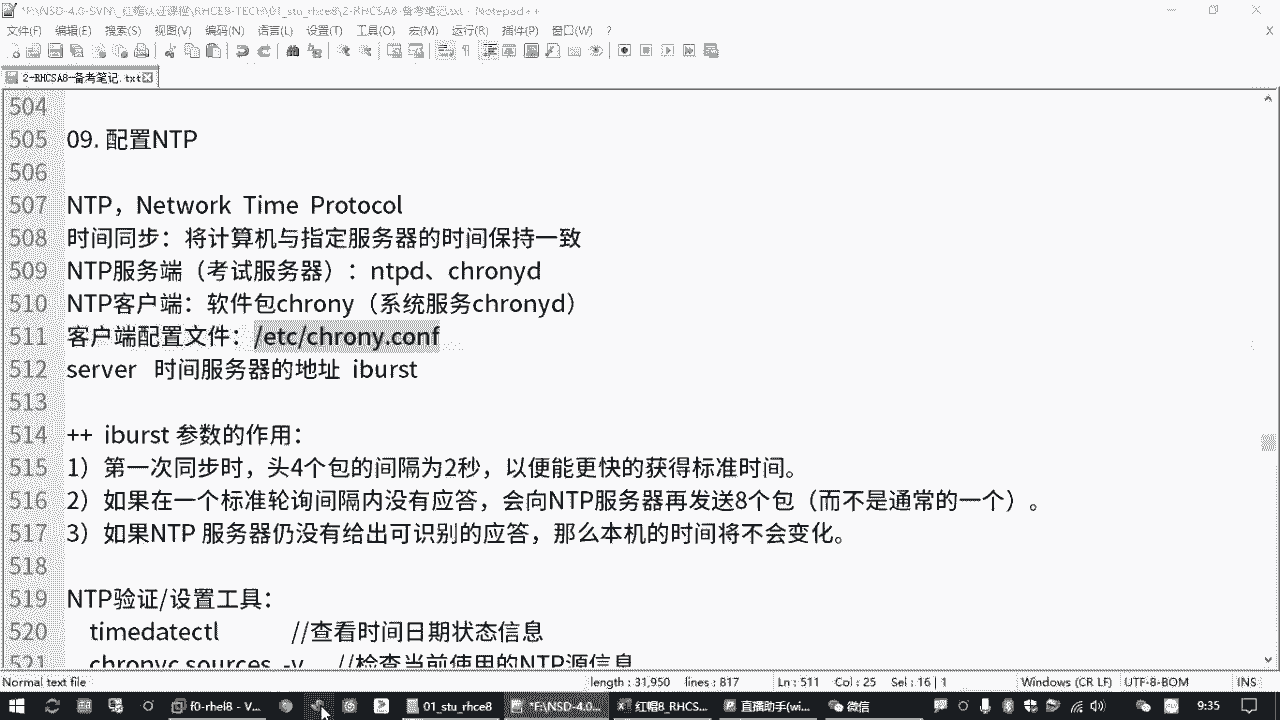 *F:\NSD-4.0-SVN\_红帽认证课程\RHCE8-TECH\01_stu_rhce8\2-RHCSA8-备考笔记.txt - Notepad++
文件(F) 编辑(E) 搜索(S) 视图(V) 编码(N) 语言(L) 设置(T) 工具(O) 宏(M) 运行(R) 插件(P) 窗口(W) ? X
2-RHCSA8-备考笔记.txt
504
505 09. 配置NTP
506
507 NTP，Network Time Protocol
508 时间同步：将计算机与指定服务器的时间保持一致
509 NTP服务端（考试服务器）：ntpd、chronyd
510 NTP客户端：软件包chrony（系统服务chronyd）
511 客户端配置文件：/etc/chrony.conf
512 server 时间服务器的地址 iburst
513
514 ++ iburst 参数的作用：
515 1）第一次同步时，头4个包的间隔为2秒，以便能更快的获得标准时间。
516 2）如果在一个标准轮询间隔内没有应答，会向NTP服务器再发送8个包（而不是通常的一个）。
517 3）如果NTP 服务器仍没有给出可识别的应答，那么本机的时间将不会变化。
518
519 NTP验证/设置工具：
520 timedatectl //查看时间日期状态信息
521 chronyc sources -v //检查当前使用的NTP源信息
Normal text file length : 31,950 lines : 817 Ln : 511 Col : 25 Sel : 16 | 1 Windows (CR LF) UTF-8-BOM INS
f0-rhel8 - V... 01_stu_rhce8 *F:\NSD-4.0... 红帽8_RHCS... 直播助手(wi... 微信 9:35